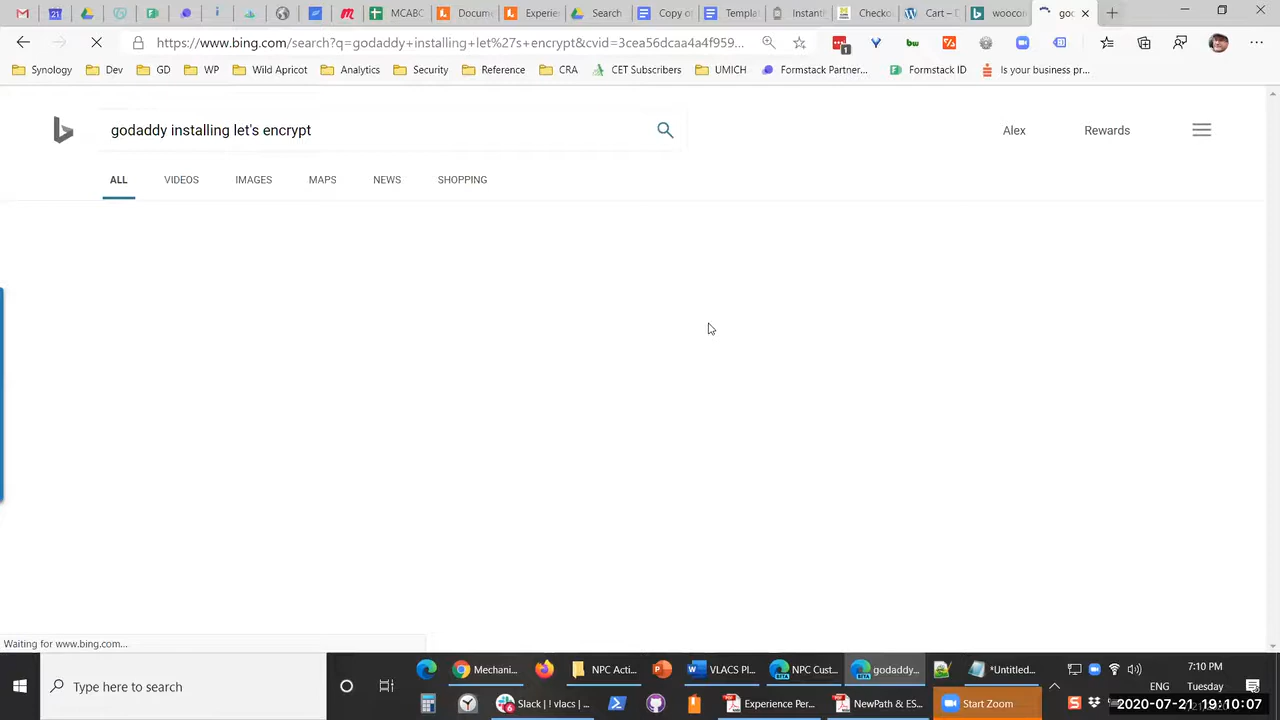 21
MCABC
Docume
Experie
Search
Copy of
Templa
Instant
Checko
Cart – D
wooco
goc
https://www.bing.com/search?q=godaddy+installing+let%27s+encrypt&cvid=3cea56dcaa4a4f959...
1
Synology
Dev
GD
WP
Wild Apricot
Analytics
Security
Reference
CRA
CET Subscribers
UMICH
Formstack Partner...
Formstack ID
Is your business pr...
godaddy installing let's encrypt
Alex
Rewards
ALL
VIDEOS
IMAGES
MAPS
NEWS
SHOPPING
Waiting for www.bing.com...
Mechani...
NPC Acti...
VLACS Pl...
NPC Cust...
godaddy...
*Untitled...
7:10 PM
Type here to search
ENG
Tuesday
Slack | ! vlacs | ...
Experience Per...
NewPath & ES...
Start Zoom
2020-07-21 19:10:07